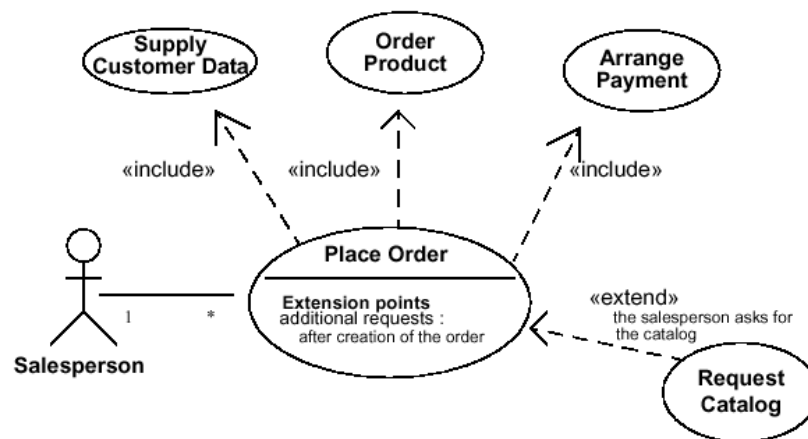 Supply
Customer Data
Order
Product
Arrange
Payment
«include»
«include»
«include»
Place Order
Extension points
additional requests :
after creation of the order
1
*
Salesperson
«extend»
the salesperson asks for
the catalog
Request
Catalog